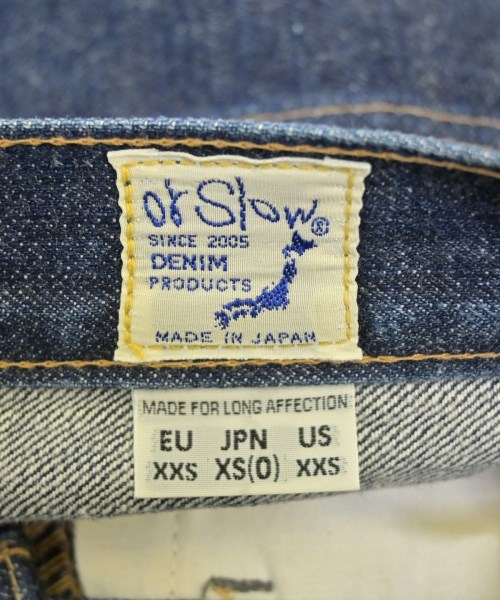 orSlow®
SINCE 2005
DENIM
PRODUCTS
MADE IN JAPAN
MADE FOR LONG AFFECTION
EU JPN US
XXS XS(0) XXS